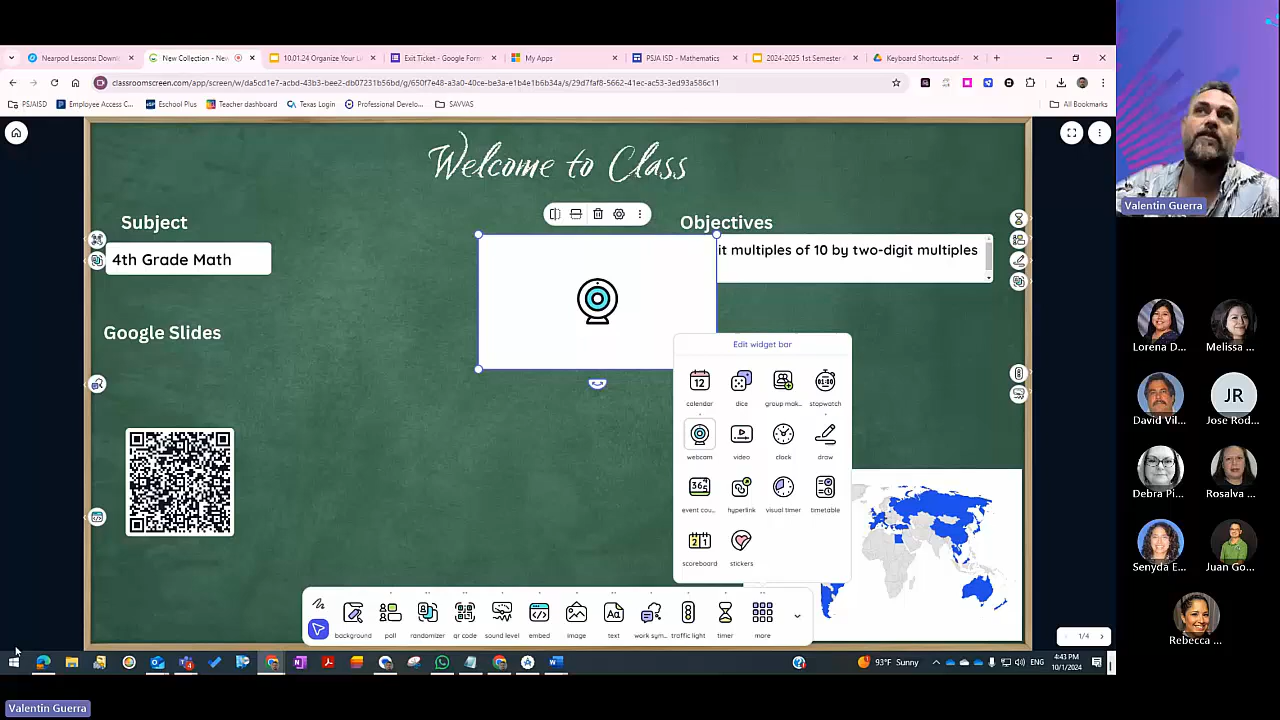 Nearpod Lessons: Downl
New Collection - New
10.01.24 Organize Your L
Exit Ticket - Google Form
My Apps
PSJA ISD - Mathematics
2024-2025 1st Semester
Keyboard Shortcuts.pdf -
classroomscreen.com/app/screen/w/da5cd1e7-acbd-43b3-bee2-db07231b56bd/g/650f7e48-a3a0-40ce-be3a-e1b4e1b6b34a/s/29d7faf8-5662-41ec-ac53-3ed93a586c11
PSJAISD
Employee Access C...
Eschool Plus
Teacher dashboard
Texas Login
Professional Develo...
SAVVAS
All Bookmarks
Welcome to Class
Subject
Objectives
4th Grade Math
it multiples of 10 by two-digit multiples
Google Slides
Edit widget bar
12
01:00
calendar
dice
group mak...
stopwatch
webcam
video
clock
draw
365
event cou...
hyperlink
visual timer
timetable
2 1
scoreboard
stickers
Aa
background
poll
randomizer
qr code
sound level
embed
image
text
work sym...
traffic light
timer
more
1/4
93°F Sunny
ENG
4:43 PM
10/1/2024
Valentin Guerra
Valentin Guerra
Lorena D...
Melissa ...
JR
David Vil...
Jose Rod...
Debra Pi...
Rosalva ...
Senyda E...
Juan Go...
Rebecca ...